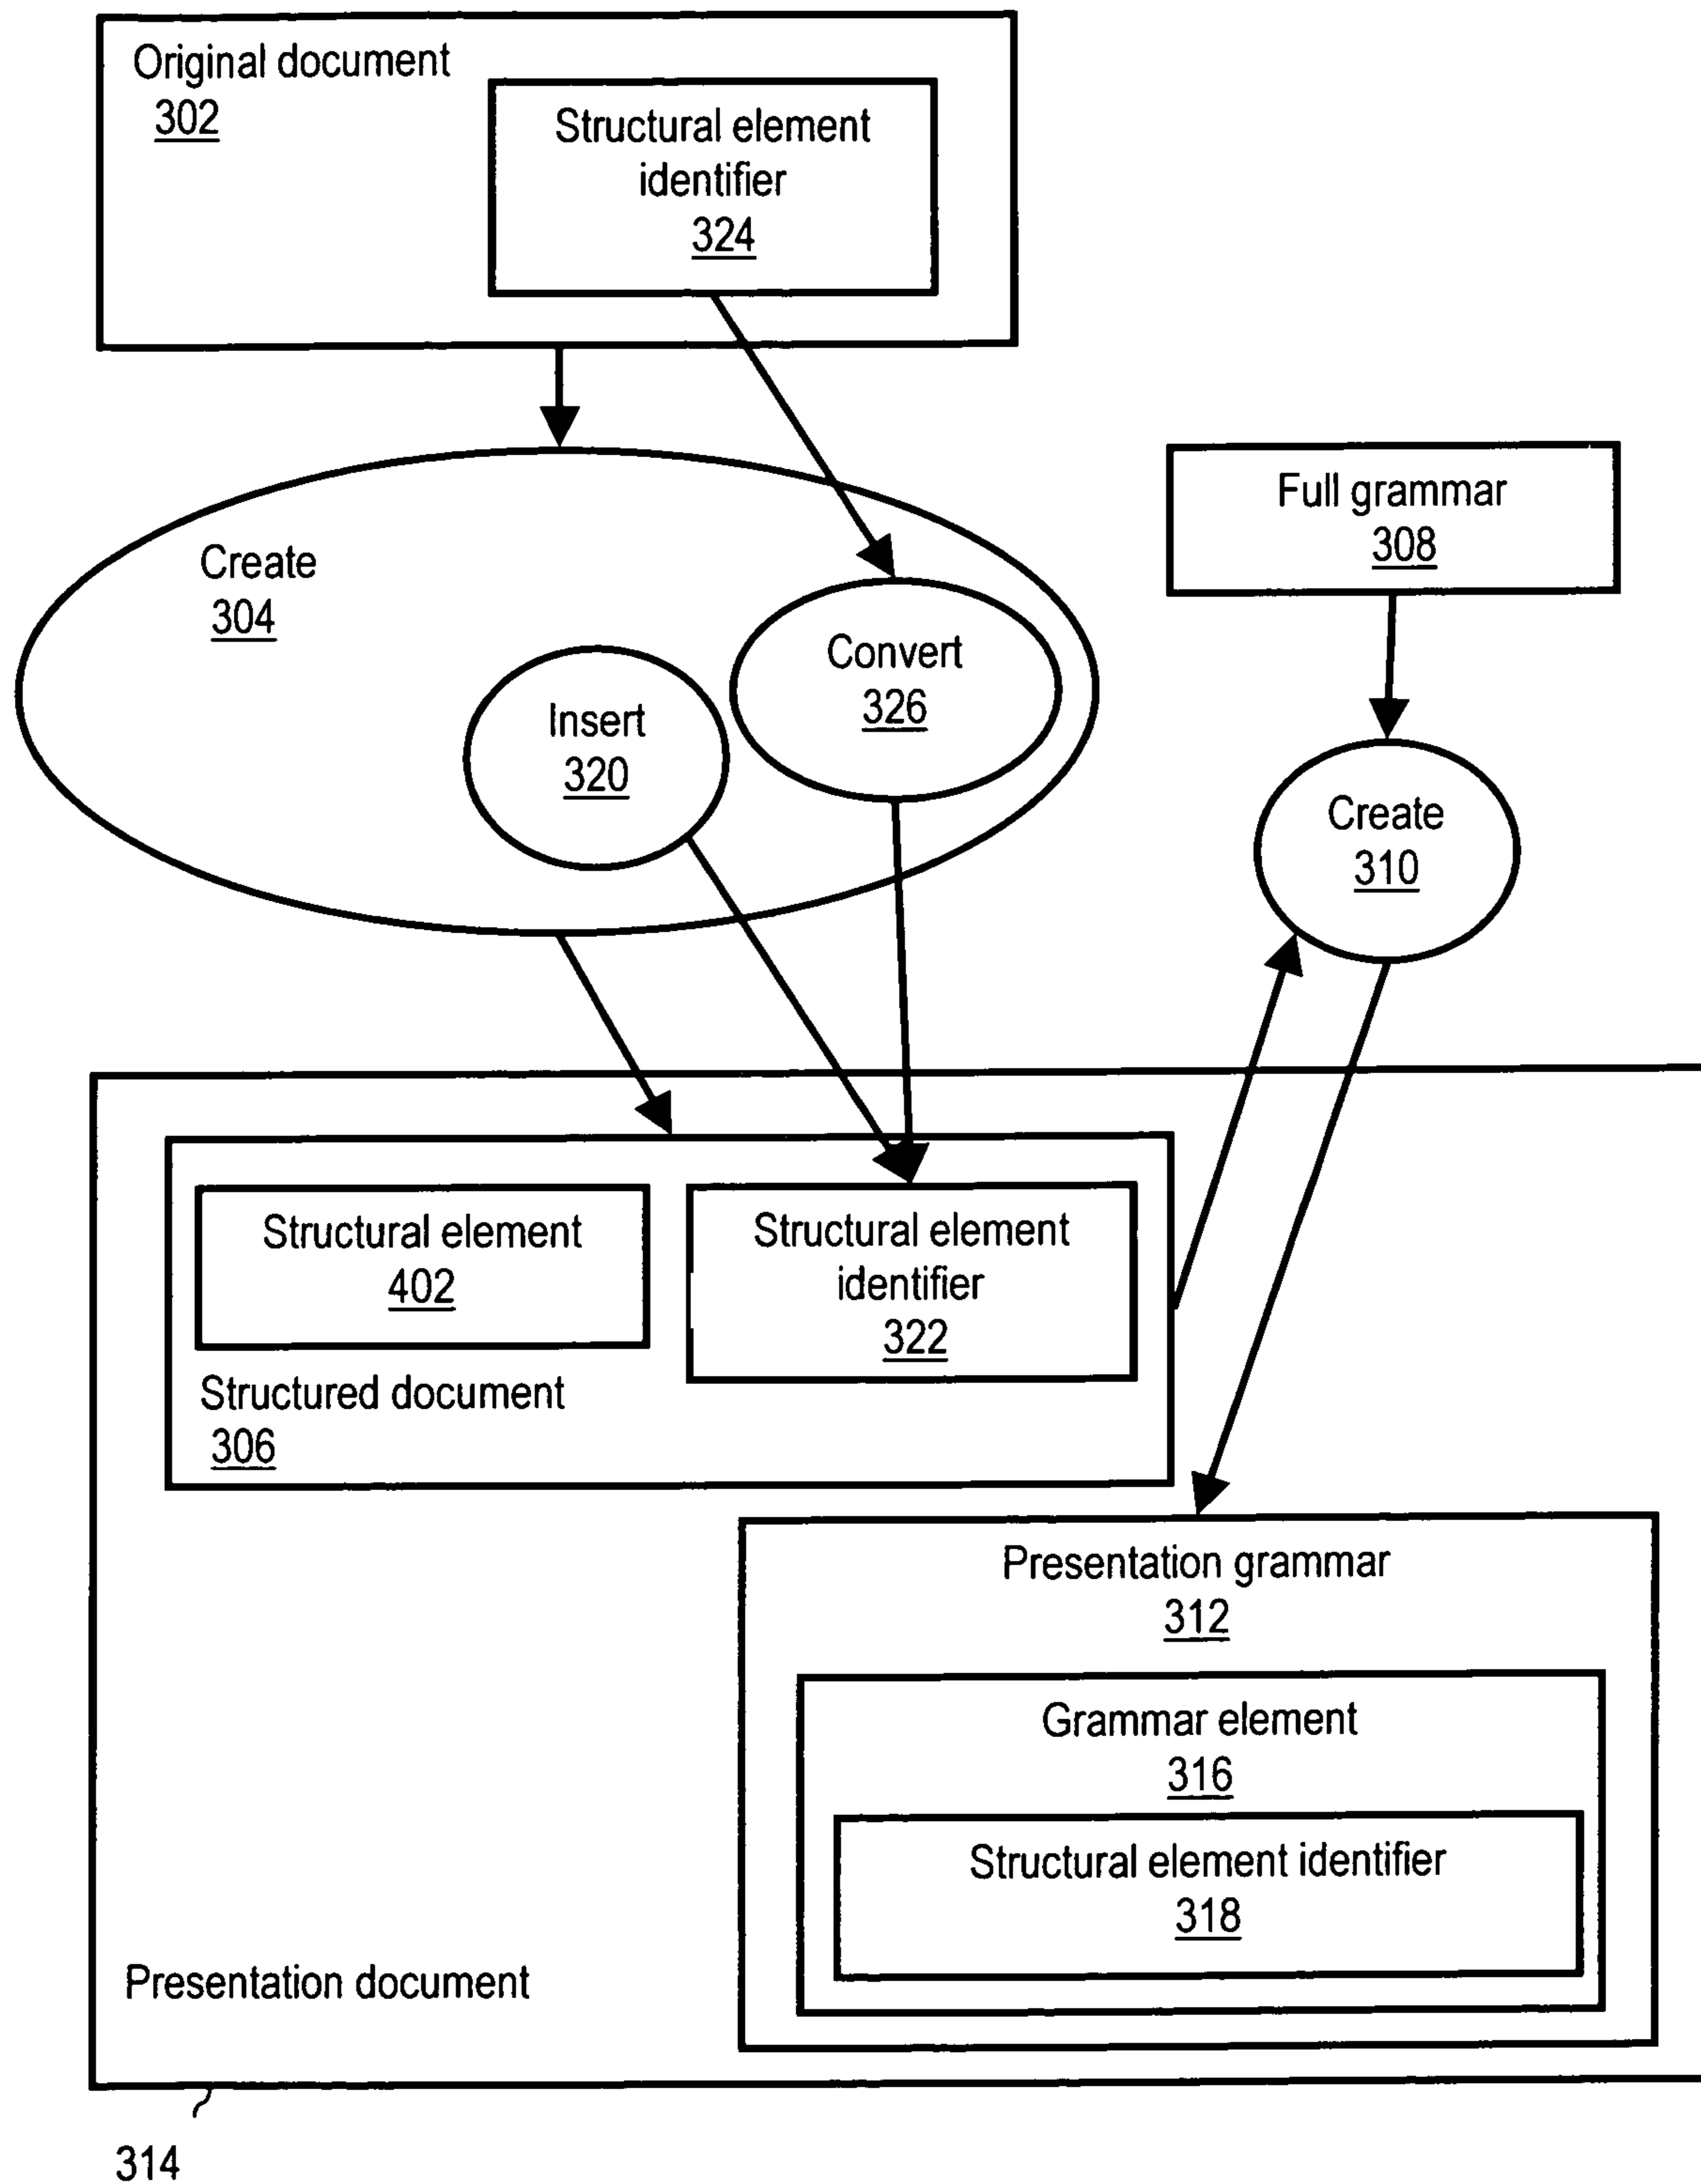 Original document
302
Structural element
identifier
324
Full grammar
308
Create
304
Convert
326
Insert
320
Create
310
Structural element
402
Structural element
identifier
322
Structured document
306
Presentation grammar
312
Grammar element
316
Structural element identifier
318
Presentation document
314